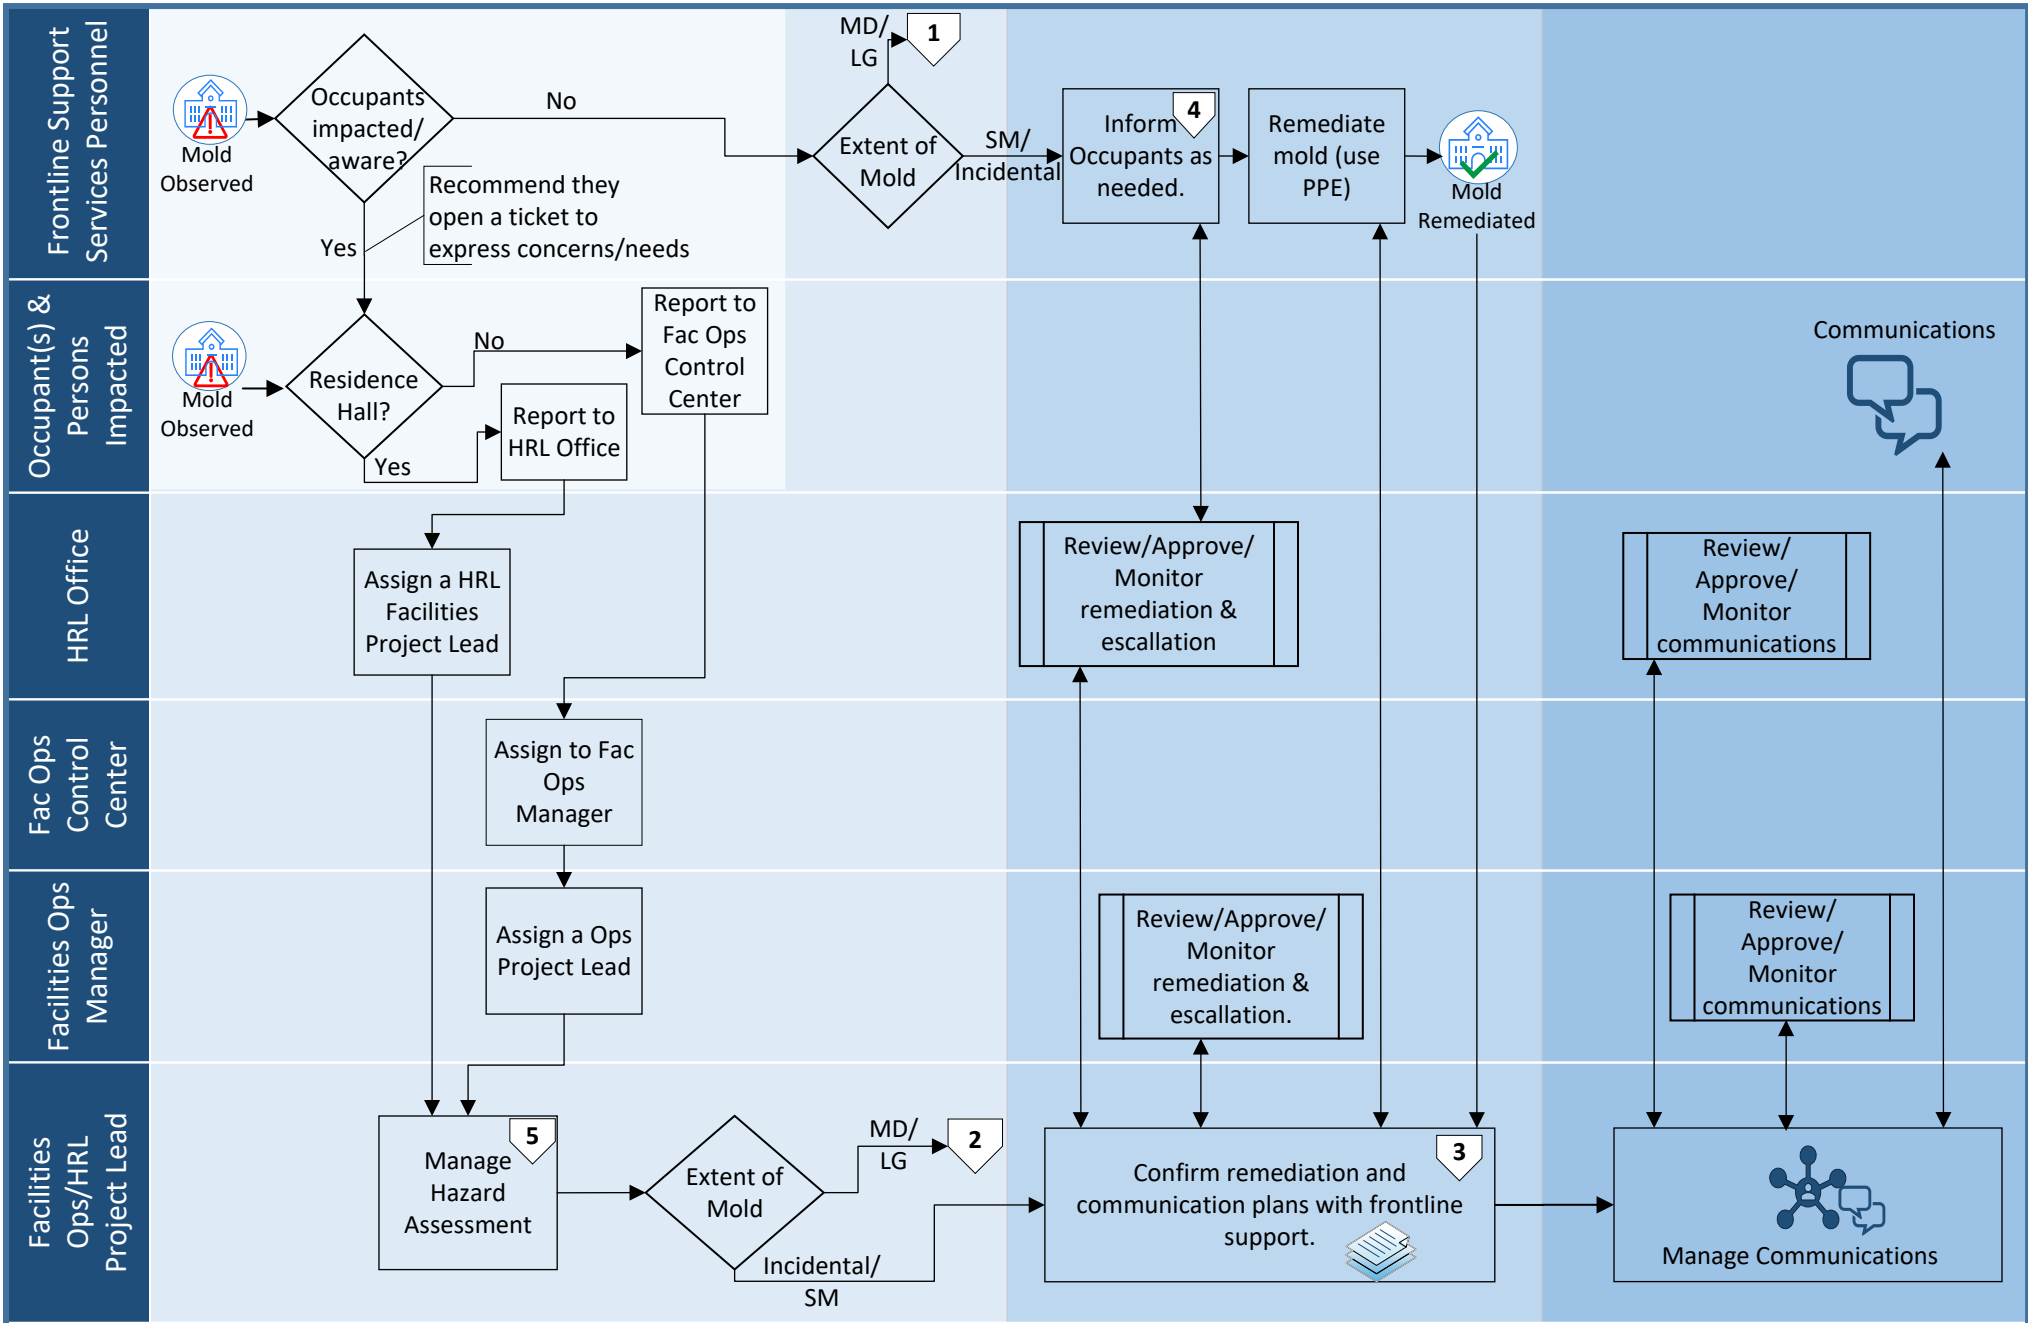 Frontline Support
Services Personnel
Mold
Observed
Occupants
impacted/
aware?
No
Yes
Recommend they
open a ticket to
express concerns/needs
MD/
LG
1
Extent of
Mold
SM/
Incidental
4
Inform
Occupants as
needed.
Remediate
mold (use
PPE)
Mold
Remediated
Occupant(s) &
Persons
Impacted
Mold
Observed
Residence
Hall?
No
Yes
Report to
HRL Office
Report to
Fac Ops
Control
Center
Communications
HRL Office
Assign a HRL
Facilities
Project Lead
Review/Approve/
Monitor
remediation &
escallation
Review/
Approve/
Monitor
communications
Fac Ops
Control
Center
Assign to Fac
Ops
Manager
Facilities Ops
Manager
Assign a Ops
Project Lead
Review/Approve/
Monitor
remediation &
escallation.
Review/
Approve/
Monitor
communications
Facilities
Ops/HRL
Project Lead
5
Manage
Hazard
Assessment
Extent of
Mold
MD/
LG
2
Incidental/
SM
3
Confirm remediation and
communication plans with frontline
support.
Manage Communications